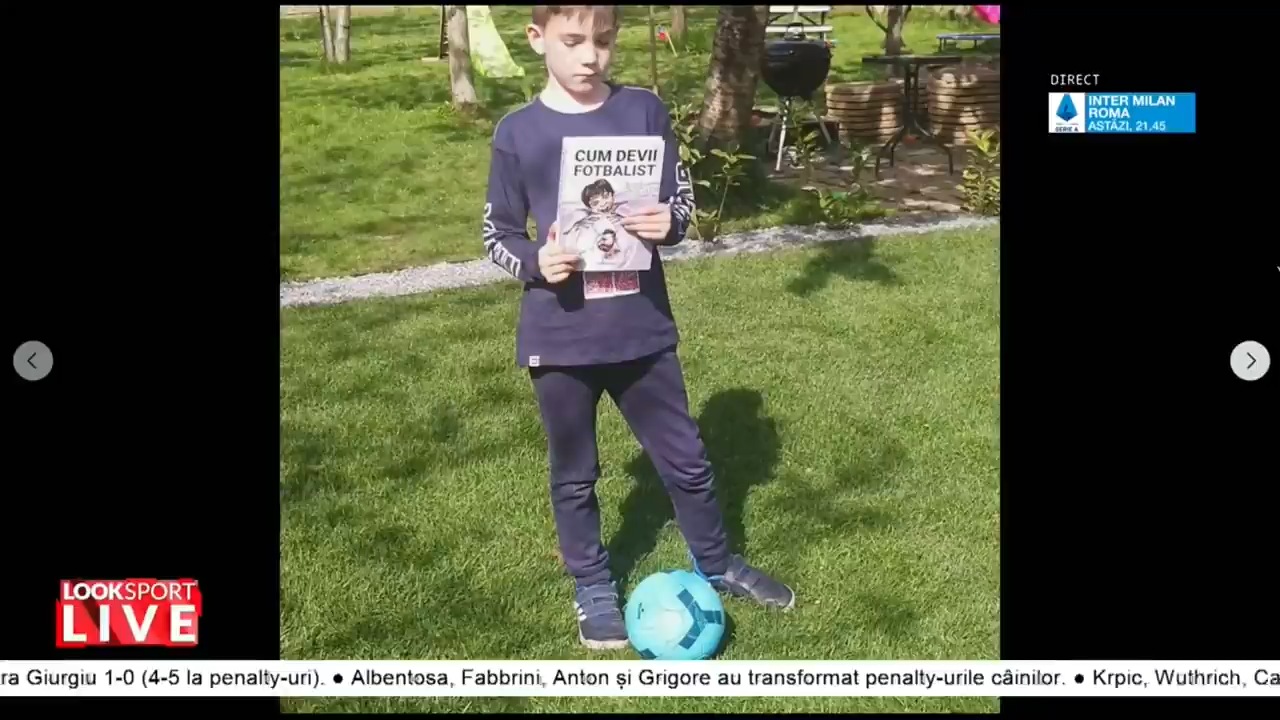 CUM DEVII
FOTBALIST
DIRECT
SERIE A
INTER MILAN
ROMA
ASTĂZI, 21.45
LOOKSPORT
LIVE
ra Giurgiu 1-0 (4-5 la penalty-uri). ● Albentosa, Fabbrini, Anton și Grigore au transformat penalty-urile câinilor. ● Krpic, Wuthrich, Ca